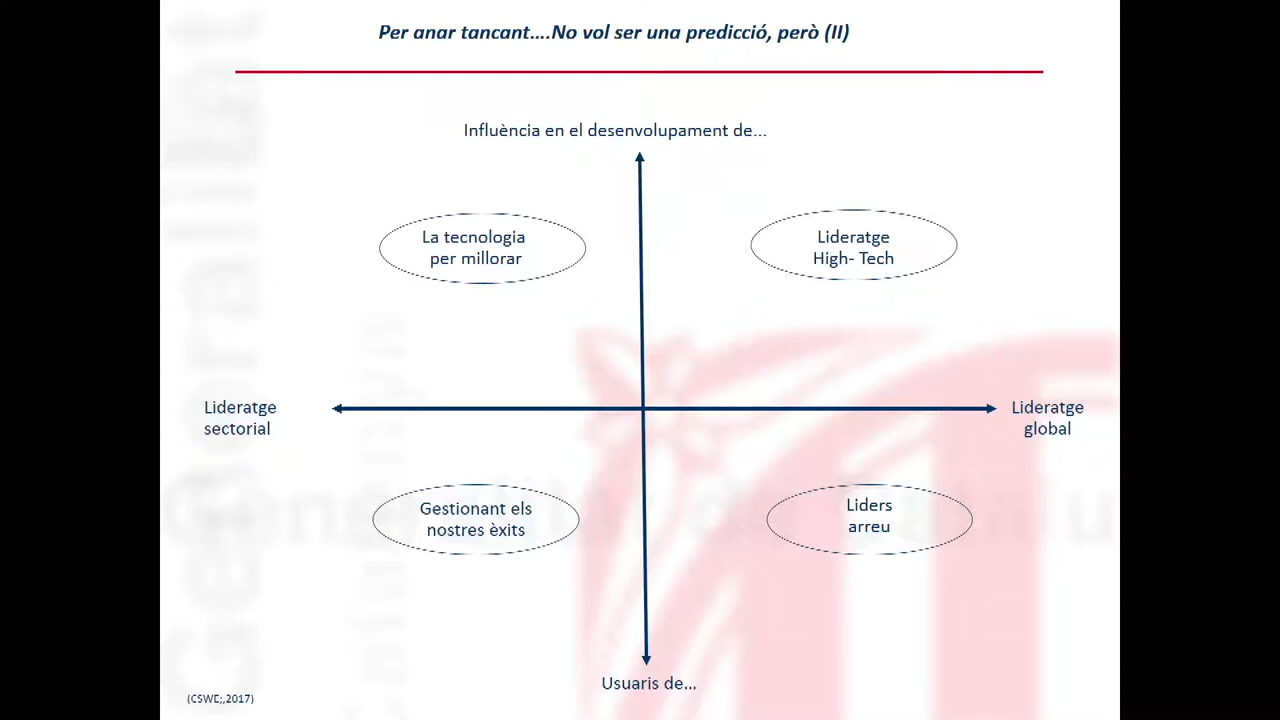 Per anar tancant....No vol ser una predicció, però (II)
Influència en el desenvolupament de...
La tecnologia
per millorar
Lideratge
High- Tech
Lideratge
sectorial
Lideratge
global
Gestionant els
nostres èxits
Liders
arreu
Usuaris de...
(CSWE;,2017)